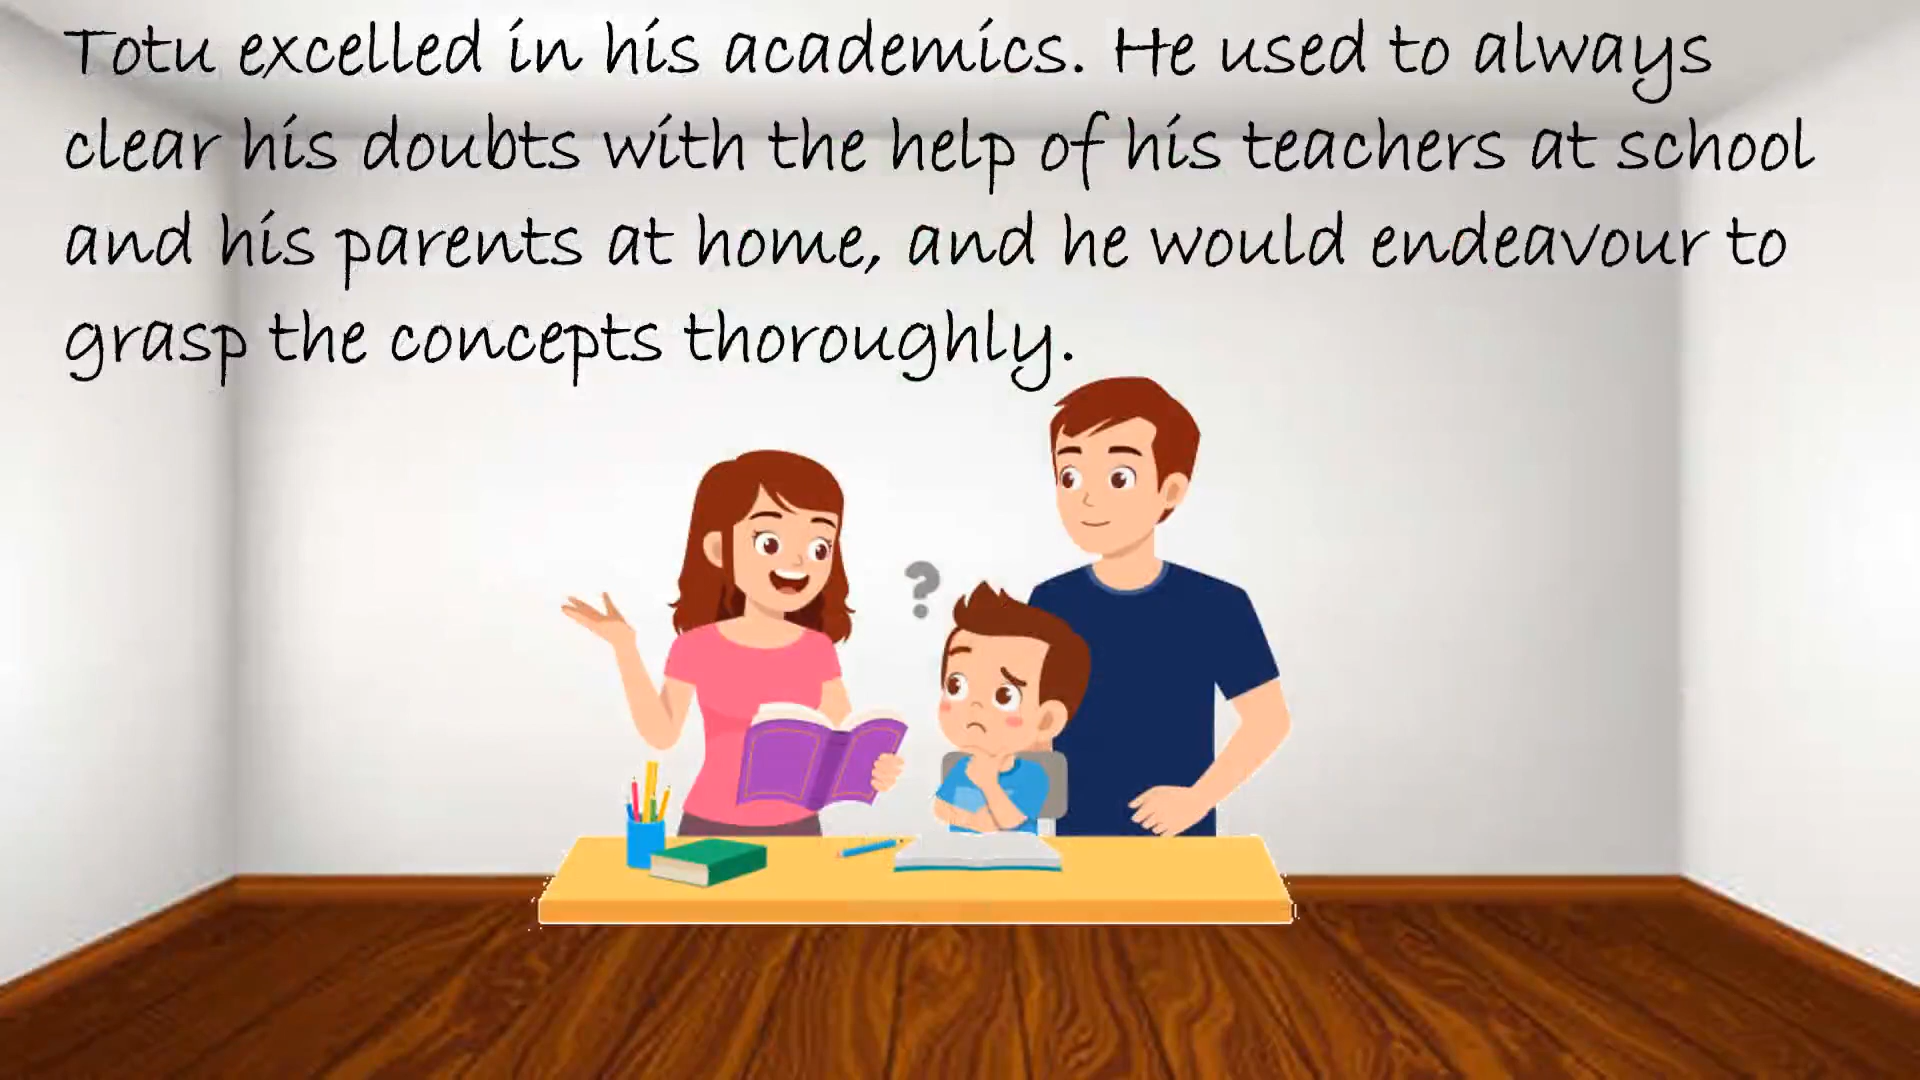 Totu excelled in his academics. He used to always
clear his doubts with the help of his teachers at school
and his parents at home, and he would endeavour to
grasp the concepts thoroughly.
?